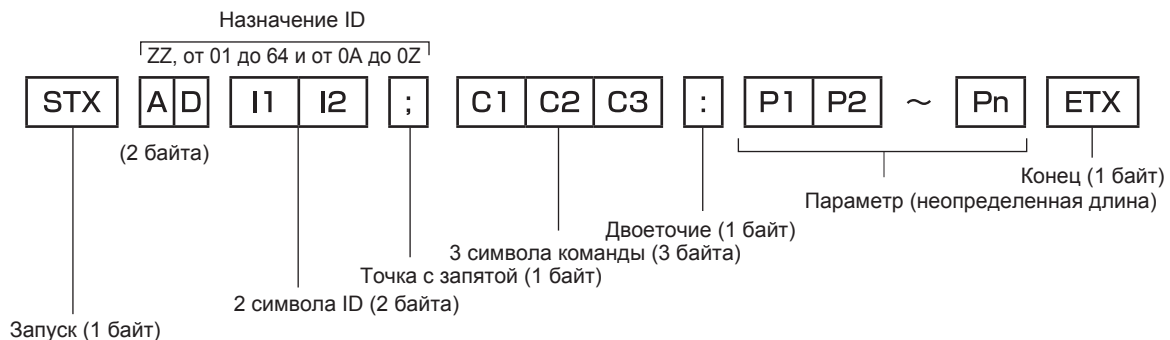 Назначение ID
ZZ, от 01 до 64 и от 0A до 0Z
STX A D I1 I2 ; C1 C2 C3 : P1 P2 ~ Pn ETX
(2 байта)
Конец (1 байт)
Параметр (неопределенная длина)
Двоеточие (1 байт)
3 символа команды (3 байта)
Точка с запятой (1 байт)
2 символа ID (2 байта)
Запуск (1 байт)